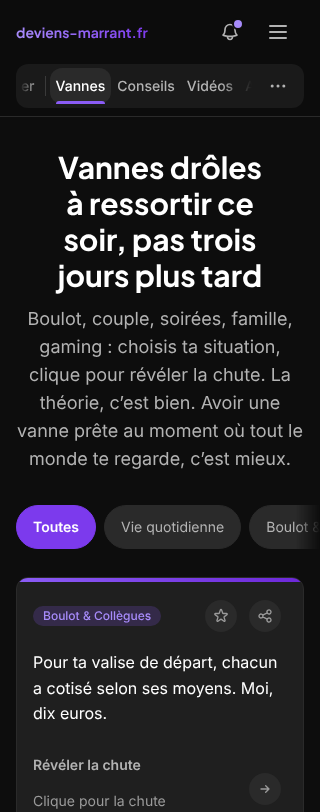 deviens-marrant.fr
er Vannes Conseils Vidéos
Vannes drôles
à ressortir ce
soir, pas trois
jours plus tard
Boulot, couple, soirées, famille,
gaming : choisis ta situation,
clique pour révéler la chute. La
théorie, c’est bien. Avoir une
vanne prête au moment où tout le
monde te regarde, c’est mieux.
Toutes Vie quotidienne Boulot &
Boulot & Collègues
Pour ta valise de départ, chacun
a cotisé selon ses moyens. Moi,
dix euros.
Révéler la chute
Clique pour la chute